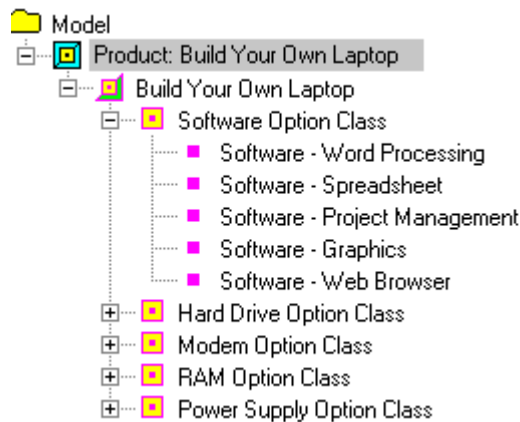 Model
Product: Build Your Own Laptop
Build Your Own Laptop
Software Option Class
Software - Word Processing
Software - Spreadsheet
Software - Project Management
Software - Graphics
Software - Web Browser
Hard Drive Option Class
Modem Option Class
RAM Option Class
Power Supply Option Class